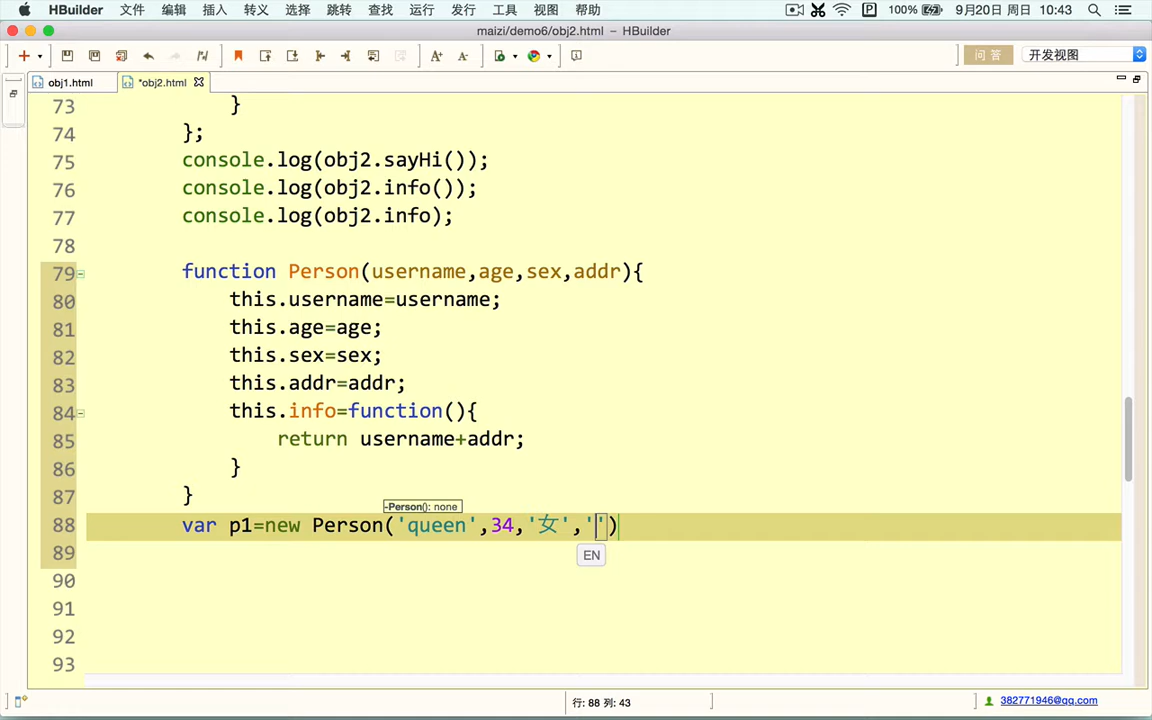 HBuilder 文件 编辑 插入 转义 选择 跳转 查找 运行 发行 工具 视图 帮助 P 100% 9月20日 周日 10:43
maizi/demo6/obj2.html – HBuilder
问 答 开发视图
obj1.html *obj2.html
73 }
74 };
75 console.log(obj2.sayHi());
76 console.log(obj2.info());
77 console.log(obj2.info);
78
79 function Person(username,age,sex,addr){
80 this.username=username;
81 this.age=age;
82 this.sex=sex;
83 this.addr=addr;
84 this.info=function(){
85 return username+addr;
86 }
87 }
-Person(): none
88 var p1=new Person('queen',34,'女','')
89
EN
90
91
92
93
行: 88 列: 43 382771946@qq.com